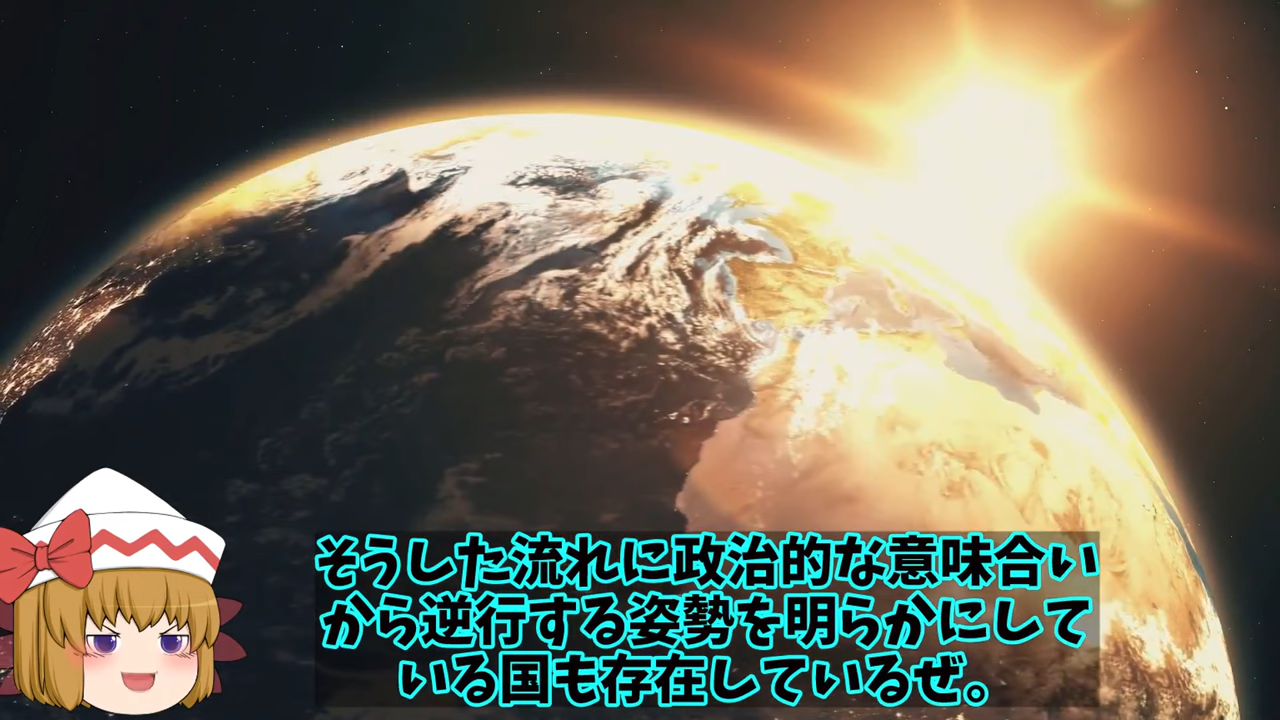 そうした流れに政治的な意味合い
から逆行する姿勢を明らかにして
いる国も存在しているぜ。